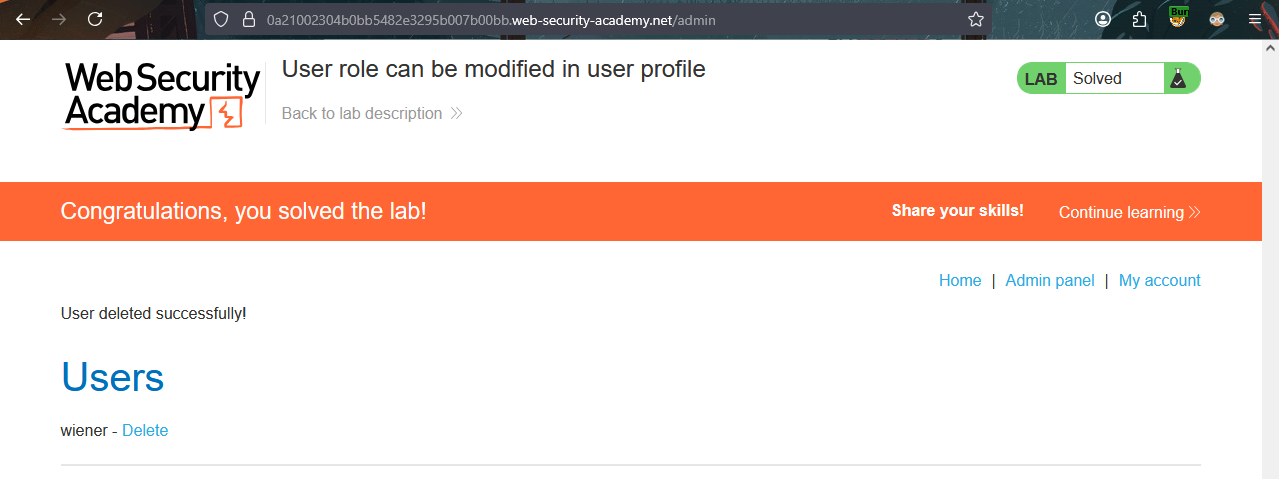 0a21002304b0bb5482e3295b007b00bb.web-security-academy.net/admin
Bur
Web Security
Academy
User role can be modified in user profile
Back to lab description
LAB Solved
Congratulations, you solved the lab!
Share your skills! Continue learning
Home | Admin panel | My account
User deleted successfully!
Users
wiener - Delete